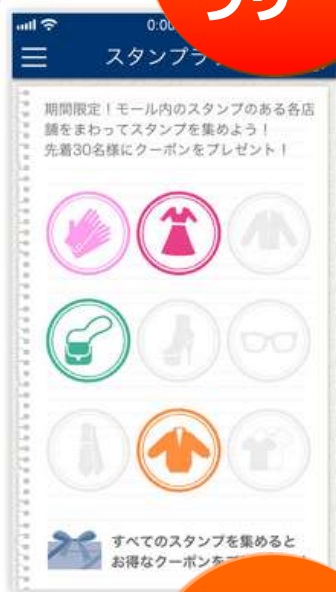 0:00
スタンプラ
期間限定！モール内のスタンプのある各店
舗をまわってスタンプを集めよう！
先着30名様にクーポンをプレゼント！
すべてのスタンプを集めると
お得なクーポンを